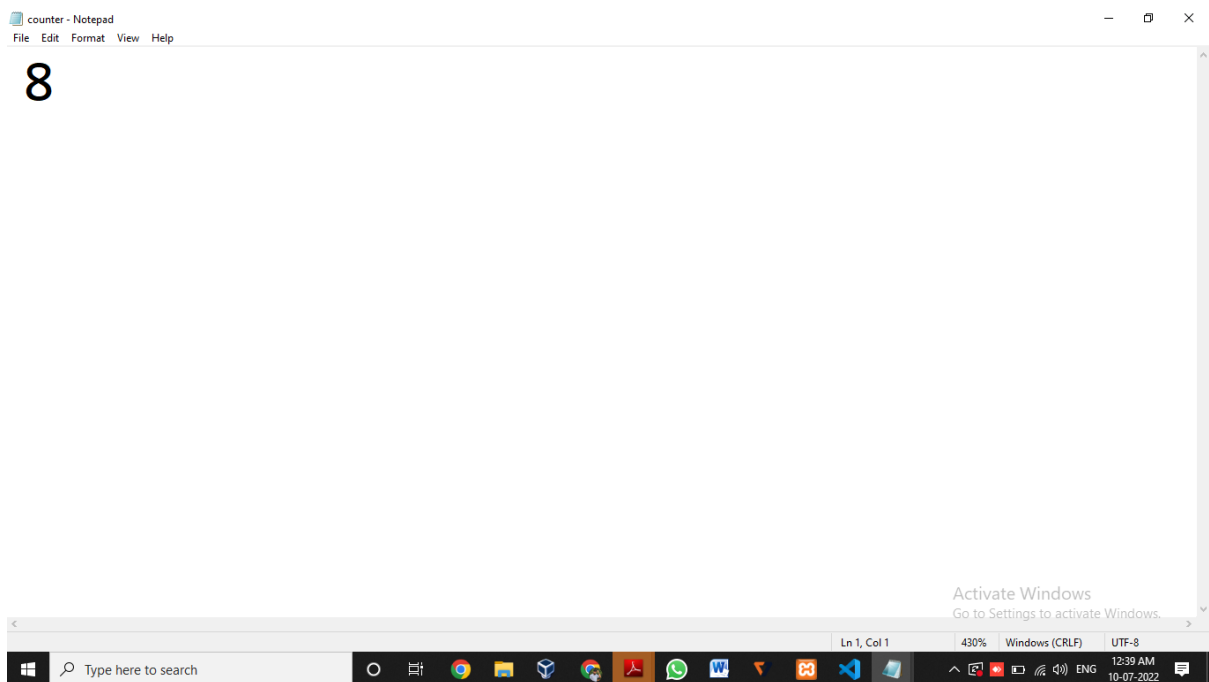 counter - Notepad
File Edit Format View Help
8
Activate Windows
Go to Settings to activate Windows.
Ln 1, Col 1 430% Windows (CRLF) UTF-8
Type here to search
ENG
12:39 AM
10-07-2022